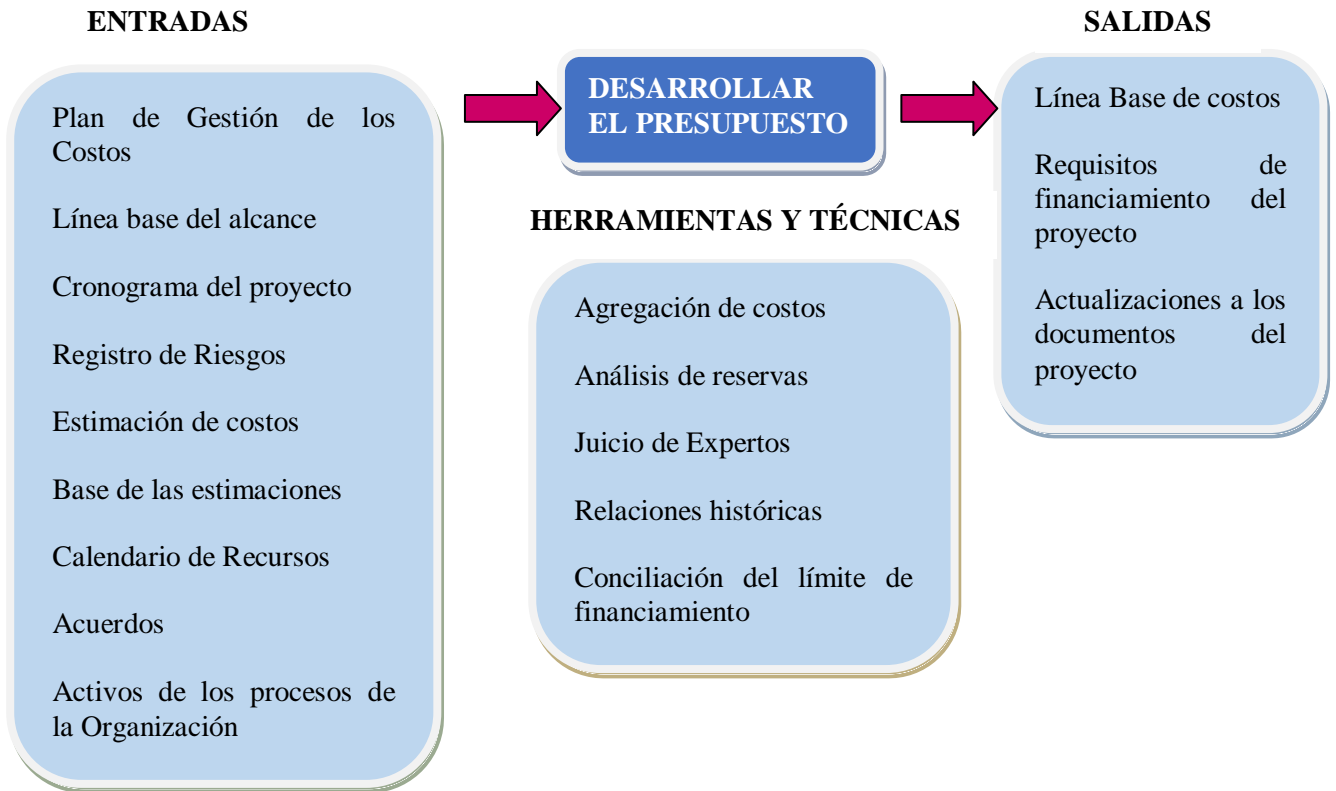 ENTRADAS
Plan de Gestión de los
Costos
Línea base del alcance
Cronograma del proyecto
Registro de Riesgos
Estimación de costos
Base de las estimaciones
Calendario de Recursos
Acuerdos
Activos de los procesos de
la Organización
DESARROLLAR
EL PRESUPUESTO
HERRAMIENTAS Y TÉCNICAS
Agregación de costos
Análisis de reservas
Juicio de Expertos
Relaciones históricas
Conciliación del límite de
financiamiento
SALIDAS
Línea Base de costos
Requisitos de
financiamiento del
proyecto
Actualizaciones a los
documentos del
proyecto